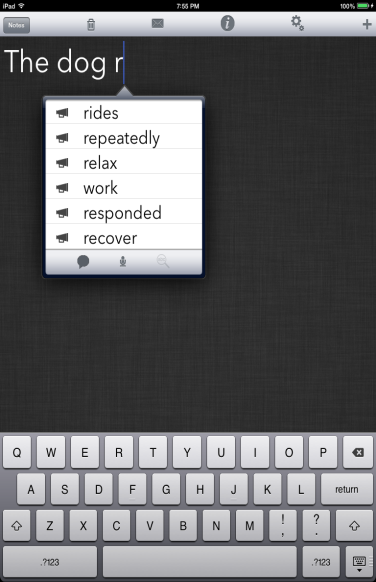 iPad 7:55 PM 100%
Notes
The dog r
rides
repeatedly
relax
work
responded
recover
Q W E R T Y U I O P
A S D F G H J K L return
Z X C V B N M ! , ? .
.?123 .?123